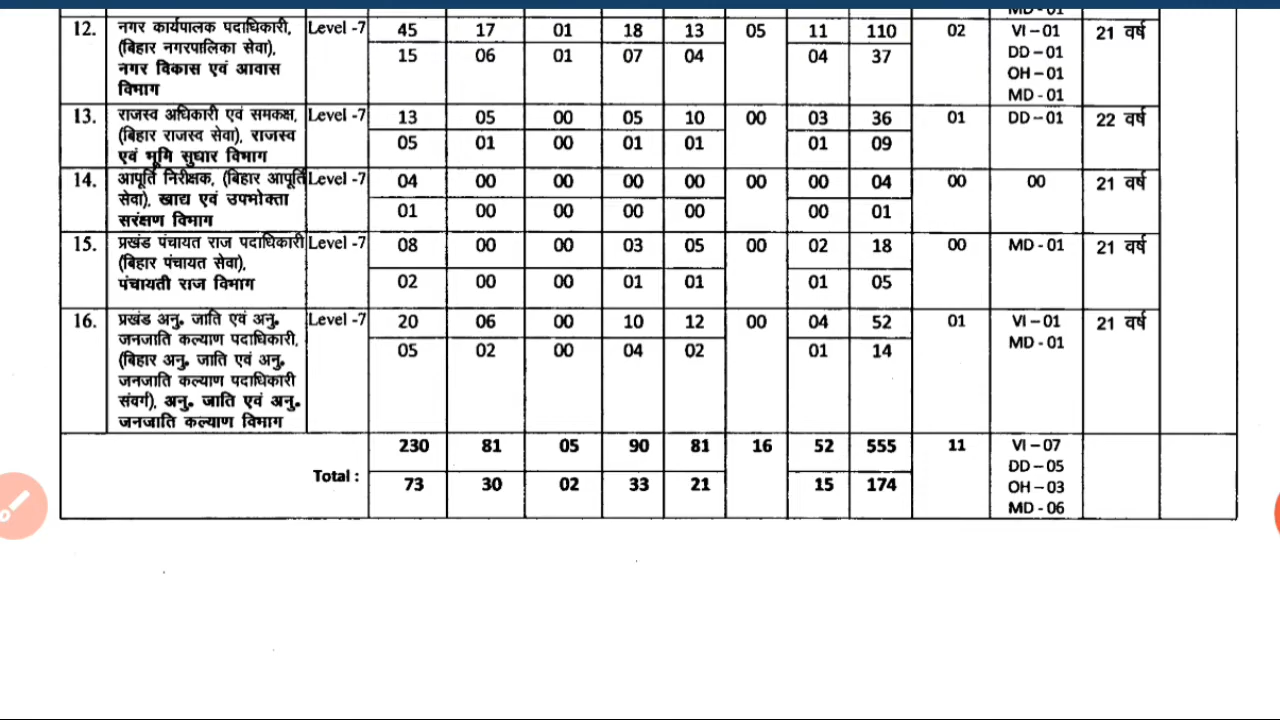 MD - 01
12. नगर कार्यपालक पदाधिकारी, Level -7 45 17 01 18 13 05 11 110 02 VI – 01 21 वर्ष
(बिहार नगरपालिका सेवा), 15 06 01 07 04 04 37 DD – 01
नगर विकास एवं आवास OH – 01
विभाग MD - 01
13. राजस्व अधिकारी एवं समकक्ष, Level -7 13 05 00 05 10 00 03 36 01 DD – 01 22 वर्ष
(बिहार राजस्व सेवा), राजस्व 05 01 00 01 01 01 09
एवं भूमि सुधार विभाग
14. आपूर्ति निरीक्षक, (बिहार आपूर्ति Level -7 04 00 00 00 00 00 00 04 00 00 21 वर्ष
सेवा), खाद्य एवं उपभोक्ता 01 00 00 00 00 00 01
सरंक्षण विभाग
15. प्रखंड पंचायत राज पदाधिकारी Level -7 08 00 00 03 05 00 02 18 00 MD - 01 21 वर्ष
(बिहार पंचायत सेवा), 02 00 00 01 01 01 05
पंचायती राज विभाग
16. प्रखंड अनु॰ जाति एवं अनु॰ Level -7 20 06 00 10 12 00 04 52 01 VI – 01 21 वर्ष
जनजाति कल्याण पदाधिकारी, 05 02 00 04 02 01 14 MD - 01
(बिहार अनु॰ जाति एवं अनु॰
जनजाति कल्याण पदाधिकारी
संवर्ग), अनु॰ जाति एवं अनु॰
जनजाति कल्याण विभाग
230 81 05 90 81 16 52 555 11 VI – 07
Total : 73 30 02 33 21 15 174 DD – 05
OH – 03
MD - 06